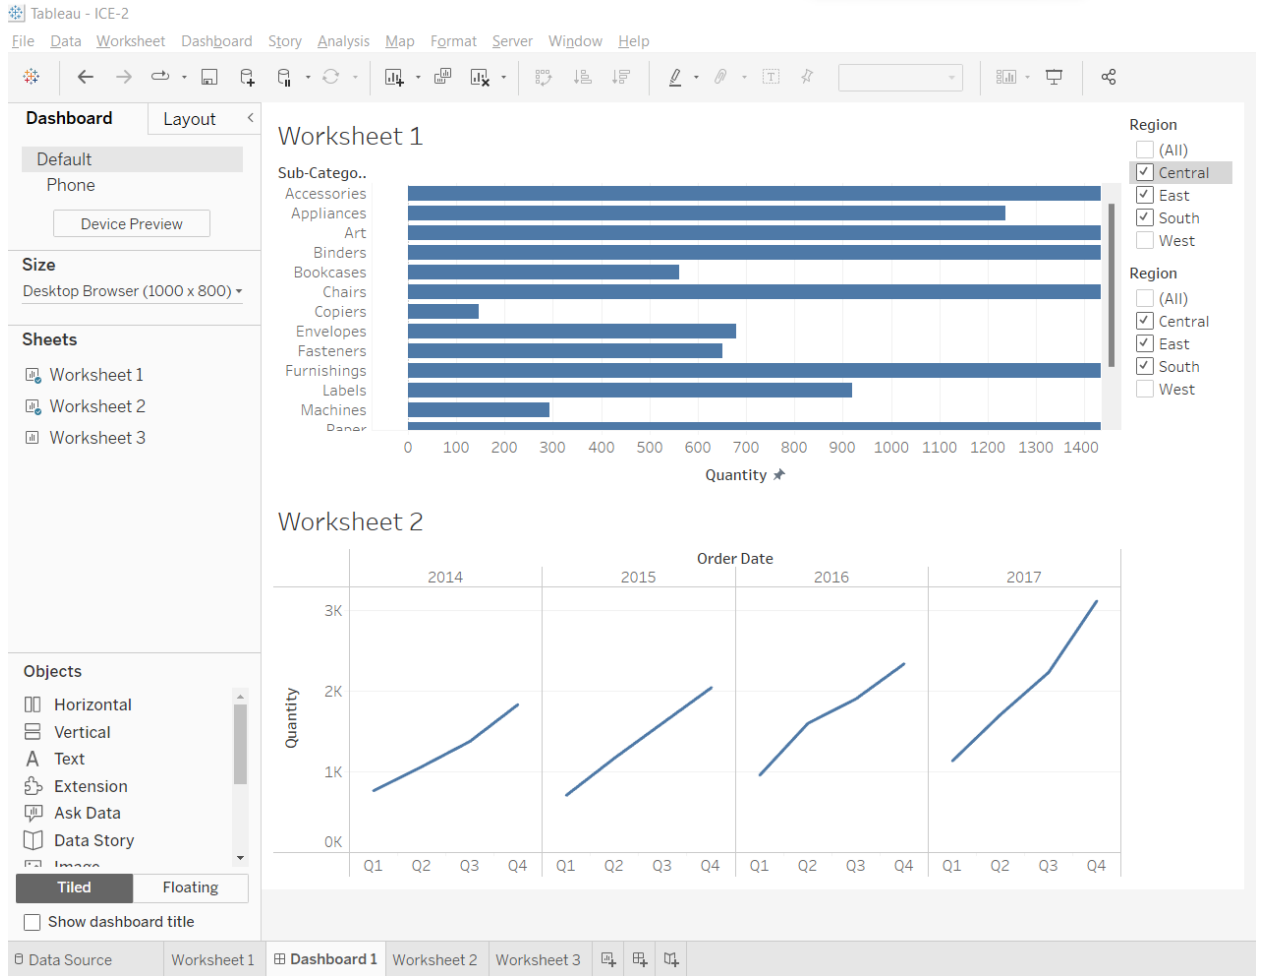 Tableau - ICE-2
File Data Worksheet Dashboard Story Analysis Map Format Server Window Help
Dashboard
Layout
Default
Phone
Device Preview
Size
Desktop Browser (1000 x 800)
Sheets
Worksheet 1
Worksheet 2
Worksheet 3
Objects
Horizontal
Vertical
Text
Extension
Ask Data
Data Story
Image
Tiled
Floating
Show dashboard title
Worksheet 1
Sub-Catego..
Accessories
Appliances
Art
Binders
Bookcases
Chairs
Copiers
Envelopes
Fasteners
Furnishings
Labels
Machines
Paper
0 100 200 300 400 500 600 700 800 900 1000 1100 1200 1300 1400
Quantity
Region
(All)
Central
East
South
West
Region
(All)
Central
East
South
West
Worksheet 2
Order Date
2014 2015 2016 2017
Quantity
3K
2K
1K
0K
Q1 Q2 Q3 Q4 Q1 Q2 Q3 Q4 Q1 Q2 Q3 Q4 Q1 Q2 Q3 Q4
Data Source Worksheet 1 Dashboard 1 Worksheet 2 Worksheet 3